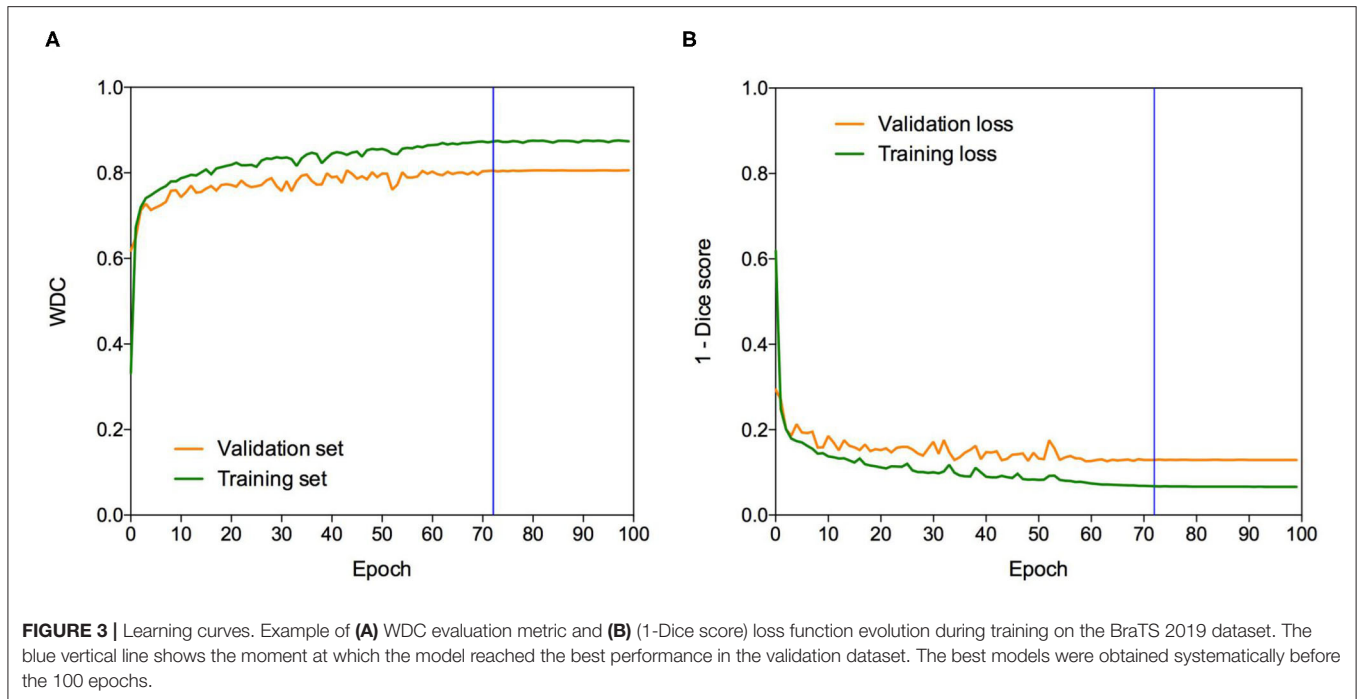 A
B
1.0
0.8
0.6
0.4
0.2
0.0
WDC
Validation set
Training set
0 10 20 30 40 50 60 70 80 90 100
Epoch
1.0
0.8
0.6
0.4
0.2
0.0
1 - Dice score
Validation loss
Training loss
0 10 20 30 40 50 60 70 80 90 100
Epoch
FIGURE 3 | Learning curves. Example of (A) WDC evaluation metric and (B) (1-Dice score) loss function evolution during training on the BraTS 2019 dataset. The
blue vertical line shows the moment at which the model reached the best performance in the validation dataset. The best models were obtained systematically before
the 100 epochs.